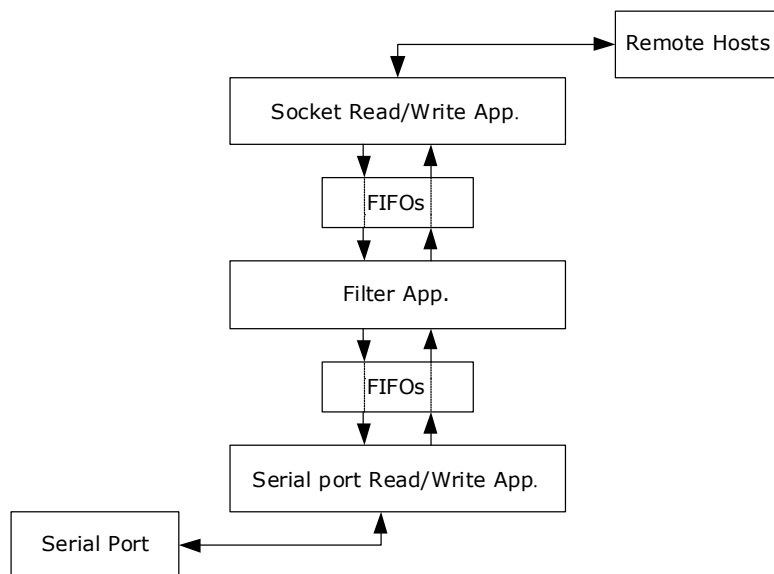 Remote Hosts
Socket Read/Write App.
FIFOs
Filter App.
FIFOs
Serial port Read/Write App.
Serial Port